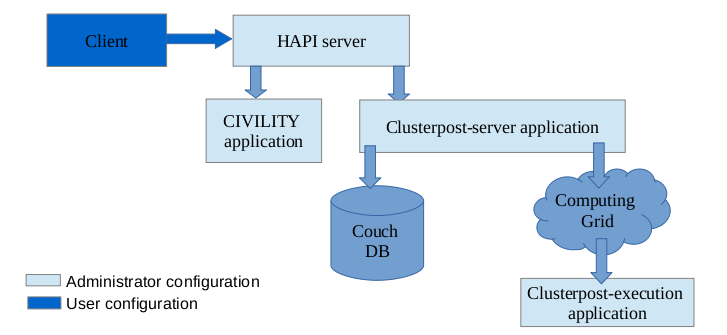 Client
HAPI server
CIVILITY
application
Clusterpost-server application
Couch
DB
Computing
Grid
Clusterpost-execution
application
Administrator configuration
User configuration